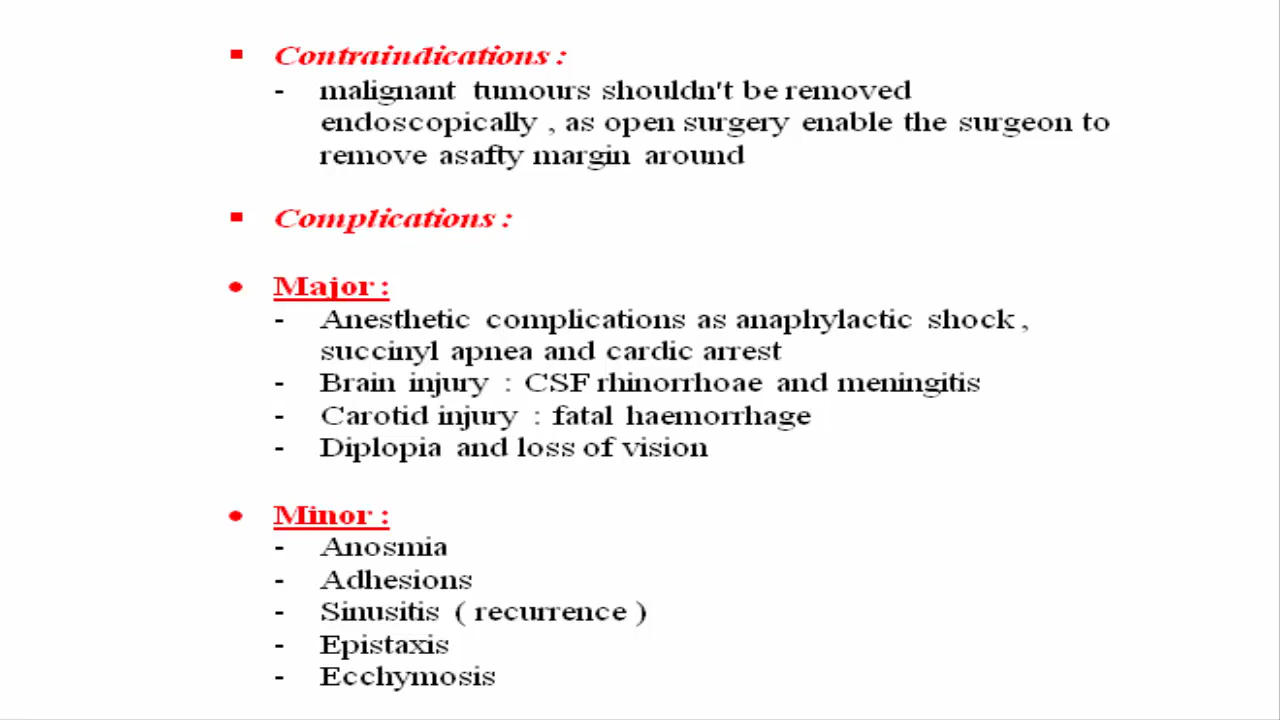 ▪ Contraindications :
- malignant tumours shouldn't be removed
endoscopically , as open surgery enable the surgeon to
remove asafty margin around
▪ Complications :
• Major :
- Anesthetic complications as anaphylactic shock ,
succinyl apnea and cardic arrest
- Brain injury : CSF rhinorrhoae and meningitis
- Carotid injury : fatal haemorrhage
- Diplopia and loss of vision
• Minor :
- Anosmia
- Adhesions
- Sinusitis ( recurrence )
- Epistaxis
- Ecchymosis